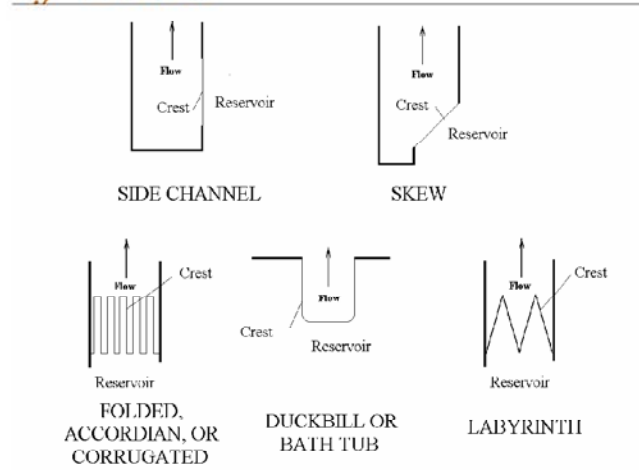 Flow
Crest
Reservoir
SIDE CHANNEL
Flow
Crest
Reservoir
SKEW
Crest
Flow
Reservoir
FOLDED,
ACCORDIAN, OR
CORRUGATED
Flow
Crest
Reservoir
DUCKBILL OR
BATH TUB
Crest
Flow
Reservoir
LABYRINTH